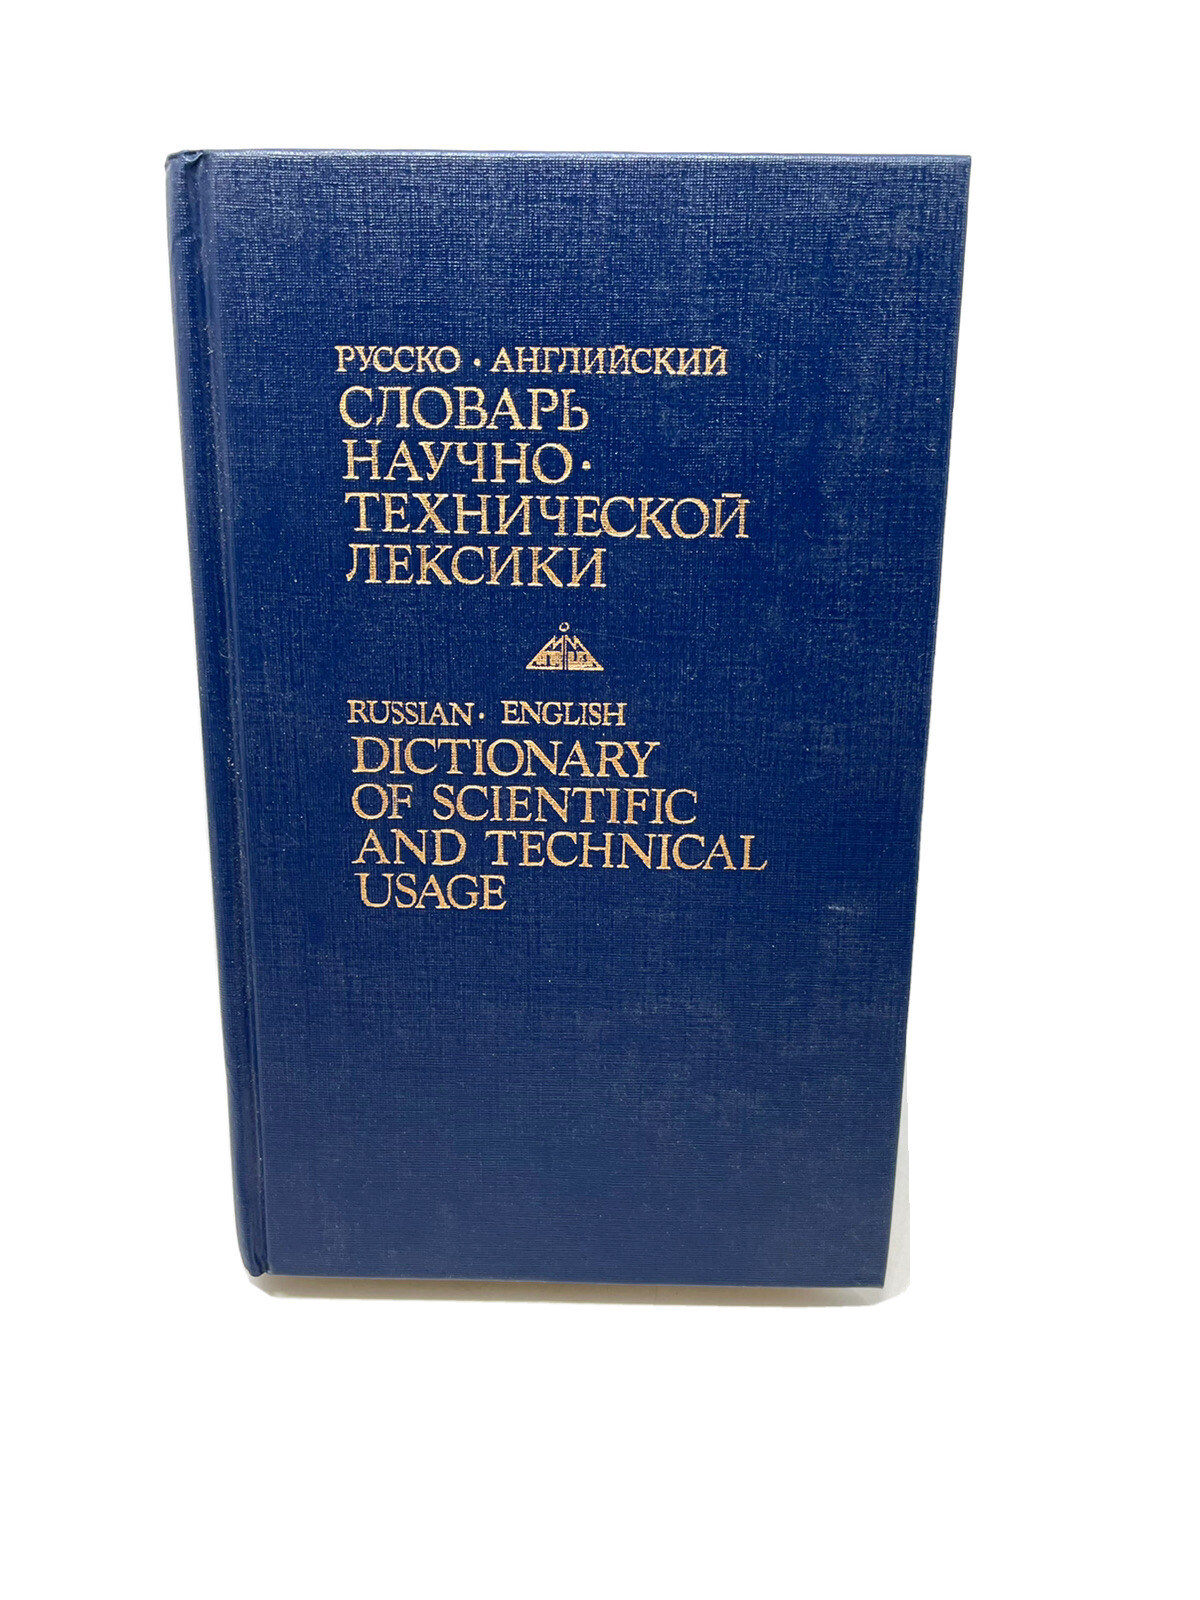 РУССКО · АНГЛИЙСКИЙ
СЛОВАРЬ
НАУЧНО ·
ТЕХНИЧЕСКОЙ
ЛЕКСИКИ
RUSSIAN · ENGLISH
DICTIONARY
OF SCIENTIFIC
AND TECHNICAL
USAGE